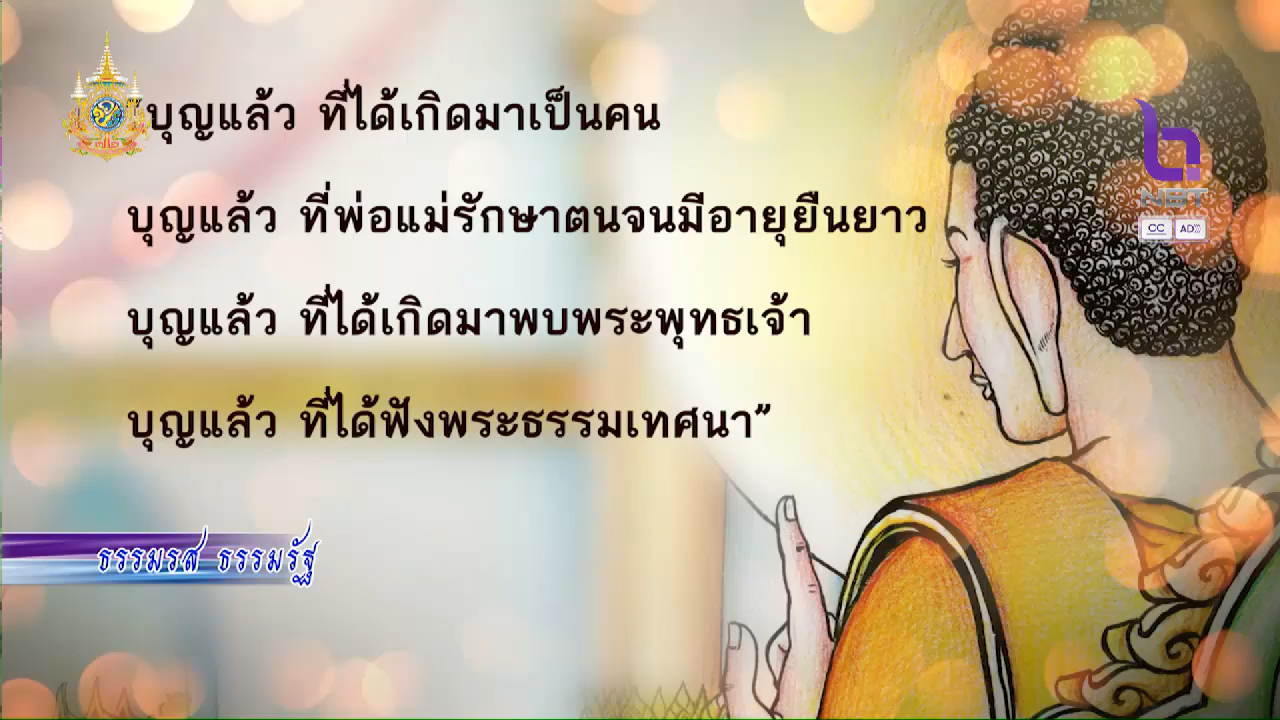 “บุญแล้ว ที่ได้เกิดมาเป็นคน
บุญแล้ว ที่พ่อแม่รักษาตนจนมีอายุยืนยาว
บุญแล้ว ที่ได้เกิดมาพบพระพุทธเจ้า
บุญแล้ว ที่ได้ฟังพระธรรมเทศนา”
ธรรมรส ธรรมรัฐ
NBT
CC AD